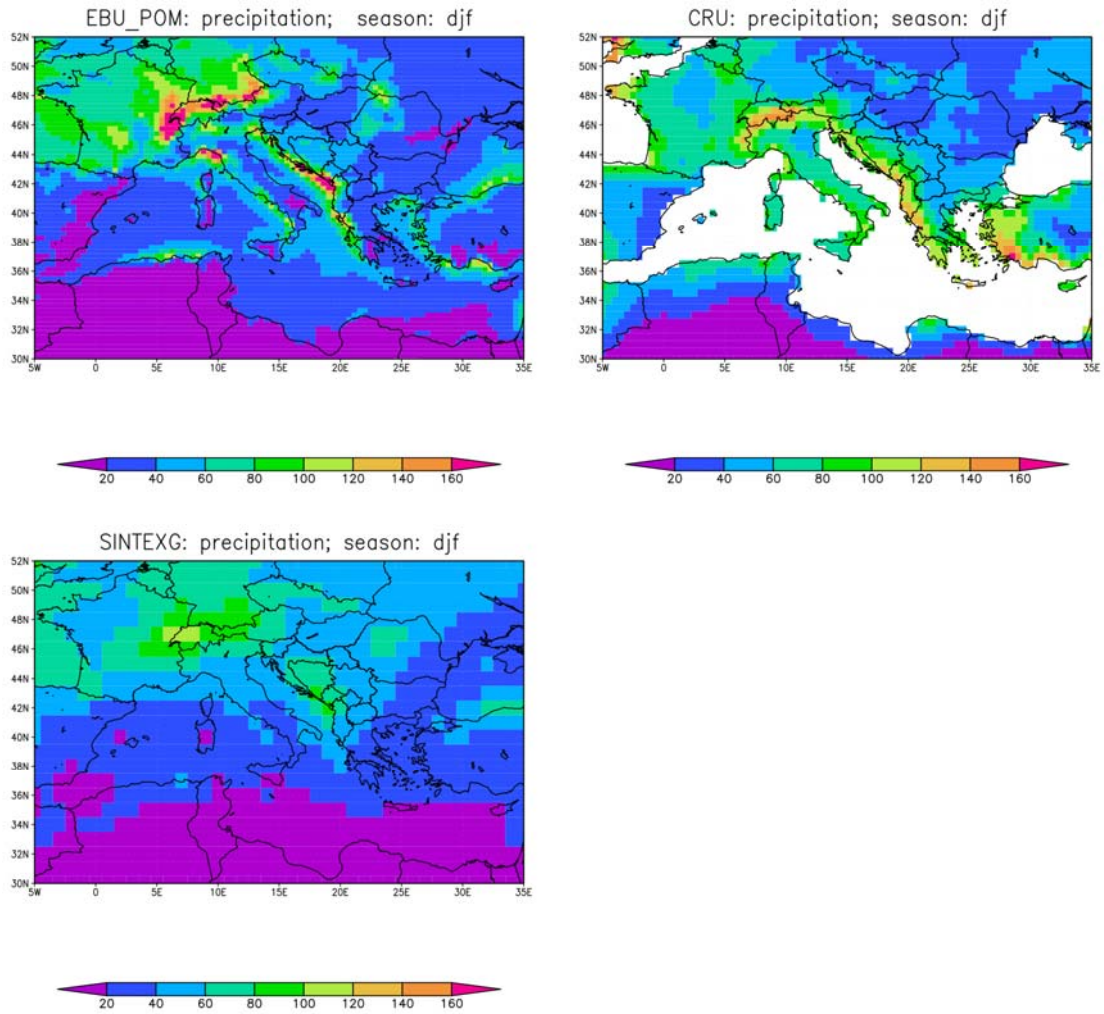 EBU_POM: precipitation; season: djf
52N
50N
48N
46N
44N
42N
40N
38N
36N
34N
32N
30N
5W 0 5E 10E 15E 20E 25E 30E 35E
20 40 60 80 100 120 140 160
CRU: precipitation; season: djf
52N
50N
48N
46N
44N
42N
40N
38N
36N
34N
32N
30N
5W 0 5E 10E 15E 20E 25E 30E 35E
20 40 60 80 100 120 140 160
SINTEXG: precipitation; season: djf
52N
50N
48N
46N
44N
42N
40N
38N
36N
34N
32N
30N
5W 0 5E 10E 15E 20E 25E 30E 35E
20 40 60 80 100 120 140 160